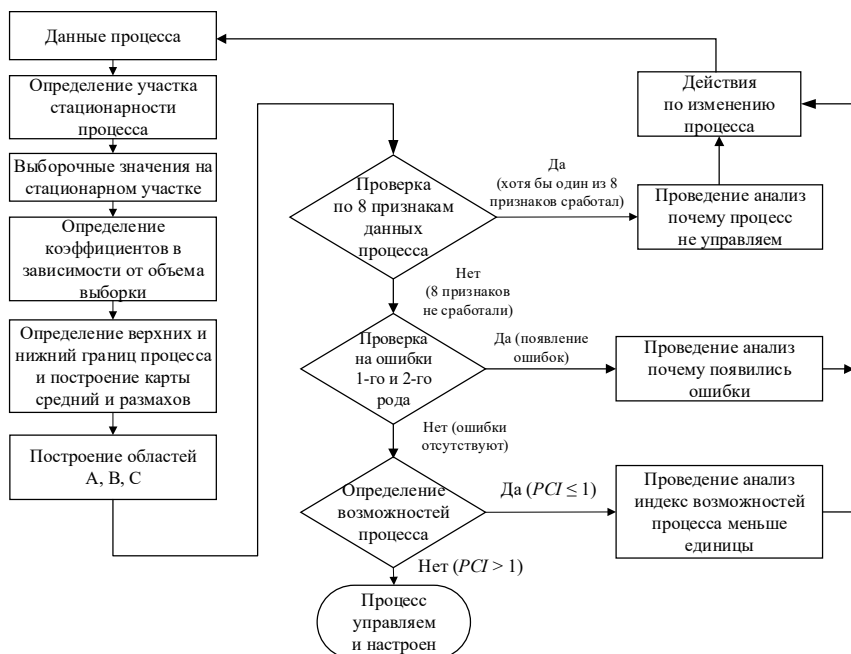 Данные процесса
Определение участка
стационарности
процесса
Выборочные значения на
стационарном участке
Определение
коэффициентов в
зависимости от объема
выборки
Определение верхних и
нижний границ процесса
и построение карты
средний и размахов
Построение областей
A, B, C
Проверка
по 8 признакам
данных
процесса
Да
(хотя бы один из 8
признаков сработал)
Проведение анализ
почему процесс
не управляем
Действия
по изменению
процесса
Нет
(8 признаков
не сработали)
Проверка
на ошибки
1-го и 2-го
рода
Да (появление
ошибок)
Проведение анализ
почему появились
ошибки
Нет (ошибки
отсутствуют)
Определение
возможностей
процесса
Да (PCI ≤ 1)
Проведение анализ
индекс возможностей
процесса меньше
единицы
Нет (PCI > 1)
Процесс
управляем
и настроен